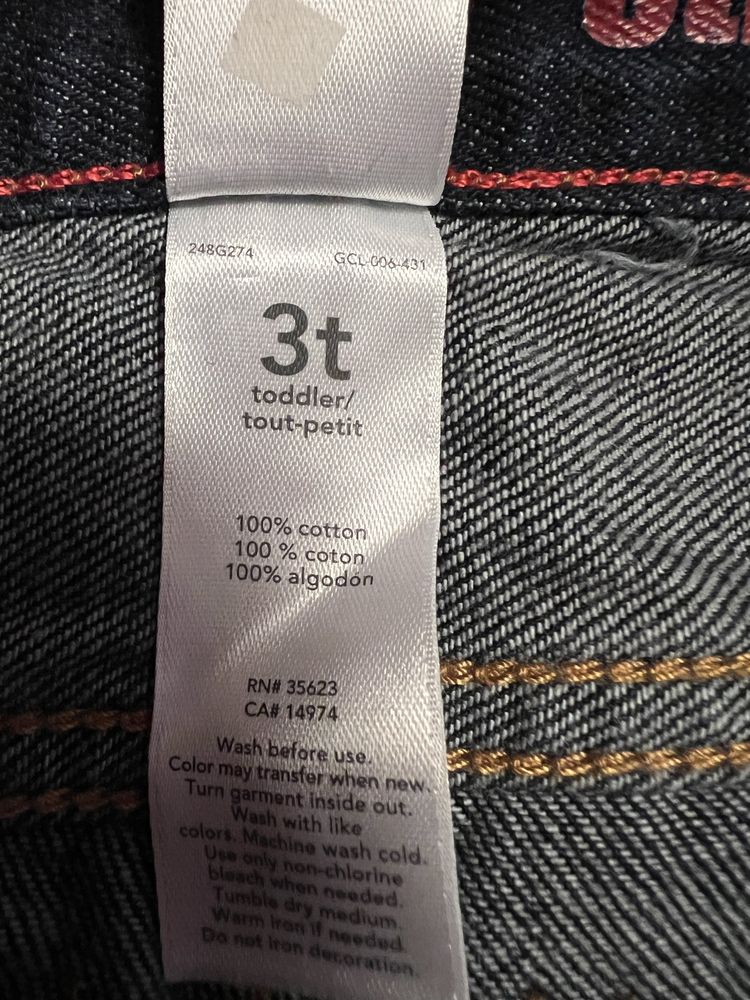 248G274 GCL-006-431
3t
toddler/
tout-petit
100% cotton
100 % coton
100% algodón
RN# 35623
CA# 14974
Wash before use.
Color may transfer when new.
Turn garment inside out.
Wash with like
colors. Machine wash cold.
Use only non-chlorine
bleach when needed.
Tumble dry medium.
Warm iron if needed.
Do not iron decoration.